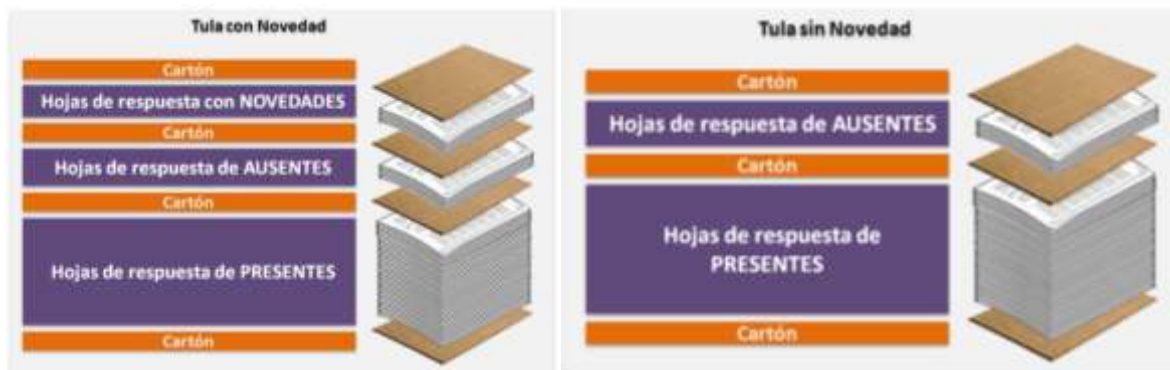 Tula con Novedad
Cartón
Hojas de respuesta con NOVEDADES
Cartón
Hojas de respuesta de AUSENTES
Cartón
Hojas de respuesta de PRESENTES
Cartón
Tula sin Novedad
Cartón
Hojas de respuesta de AUSENTES
Cartón
Hojas de respuesta de
PRESENTES
Cartón